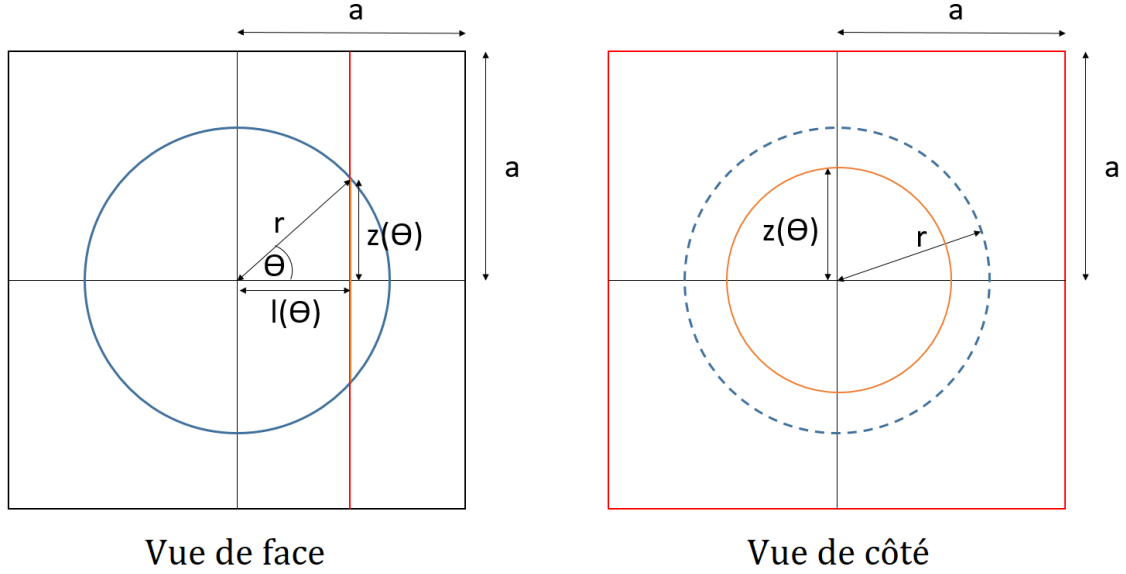 a
a
r
z(Θ)
Θ
l(Θ)
Vue de face
a
a
z(Θ)
r
Vue de côté